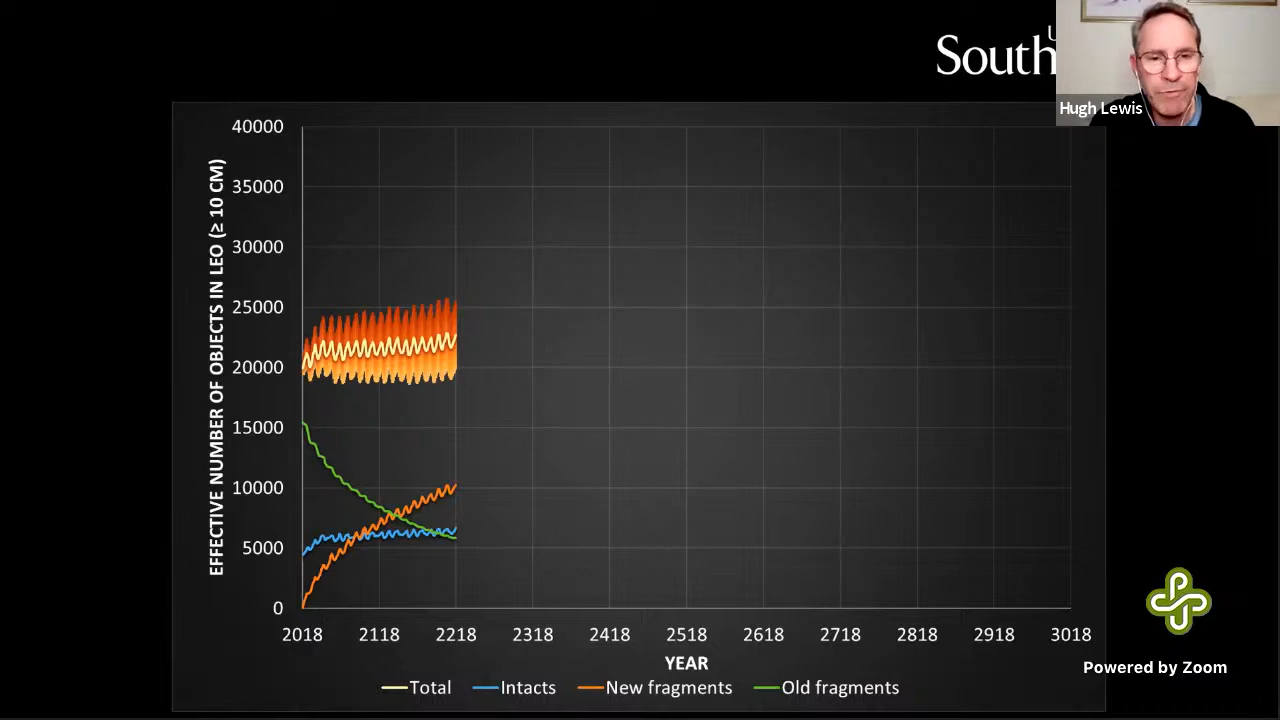 South
Hugh Lewis
EFFECTIVE NUMBER OF OBJECTS IN LEO (≥ 10 CM)
40000
35000
30000
25000
20000
15000
10000
5000
0
2018 2118 2218 2318 2418 2518 2618 2718 2818 2918 3018
YEAR
Total Intacts New fragments Old fragments
PSU
Powered by Zoom